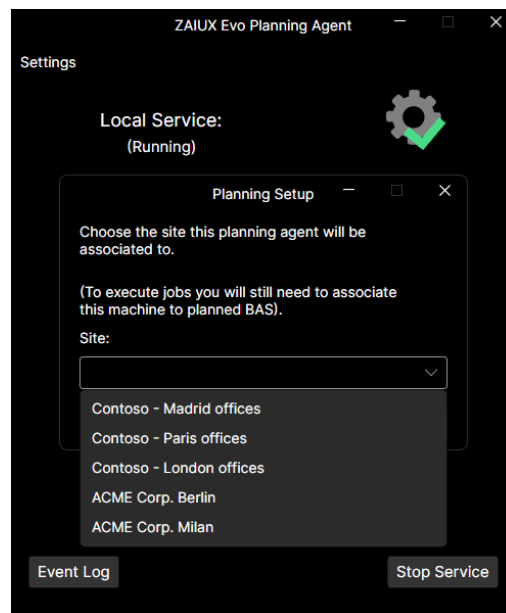 ZAIUX Evo Planning Agent
Settings
Local Service:
(Running)
Planning Setup
Choose the site this planning agent will be
associated to.
(To execute jobs you will still need to associate
this machine to planned BAS).
Site:
Contoso - Madrid offices
Contoso - Paris offices
Contoso - London offices
ACME Corp. Berlin
ACME Corp. Milan
Event Log
Stop Service